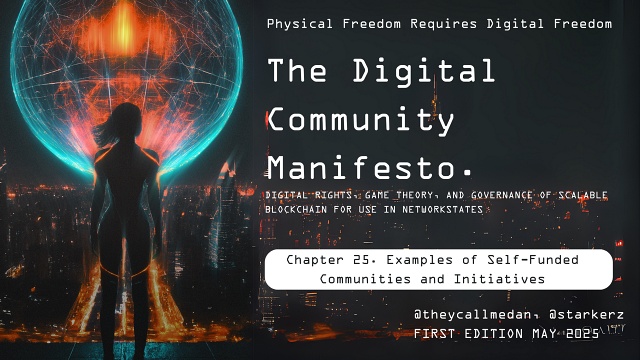 Physical Freedom Requires Digital Freedom
The Digital
Community
Manifesto.
DIGITAL RIGHTS, GAME THEORY, AND GOVERNANCE OF SCALABLE
BLOCKCHAIN FOR USE IN NETWORKSTATES
Chapter 25. Examples of Self-Funded
Communities and Initiatives
@theycallmedan, @starkerz
FIRST EDITION MAY 2025